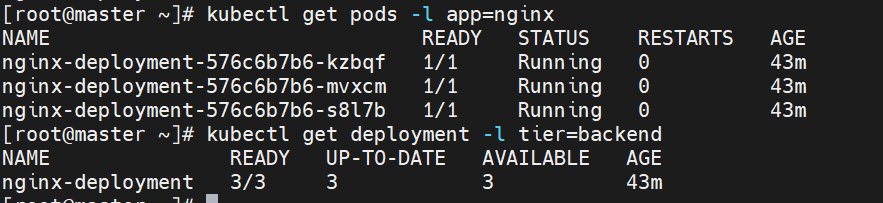 [root@master ~]# kubectl get pods -l app=nginx
NAME READY STATUS RESTARTS AGE
nginx-deployment-576c6b7b6-kzbqf 1/1 Running 0 43m
nginx-deployment-576c6b7b6-mvxcm 1/1 Running 0 43m
nginx-deployment-576c6b7b6-s8l7b 1/1 Running 0 43m
[root@master ~]# kubectl get deployment -l tier=backend
NAME READY UP-TO-DATE AVAILABLE AGE
nginx-deployment 3/3 3 3 43m
[root@master ~]#